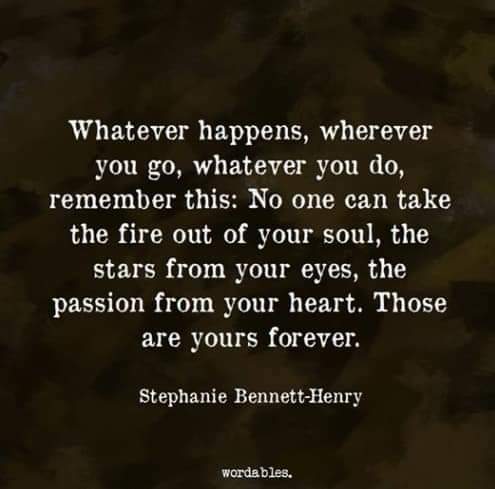 Whatever happens, wherever
you go, whatever you do,
remember this: No one can take
the fire out of your soul, the
stars from your eyes, the
passion from your heart. Those
are yours forever.
Stephanie Bennett-Henry
wordables.